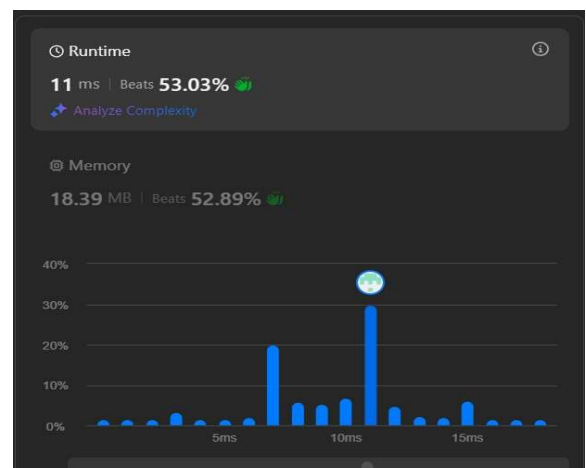 Runtime
11 ms | Beats 53.03%
Analyze Complexity
Memory
18.39 MB | Beats 52.89%
40%
30%
20%
10%
0%
5ms 10ms 15ms